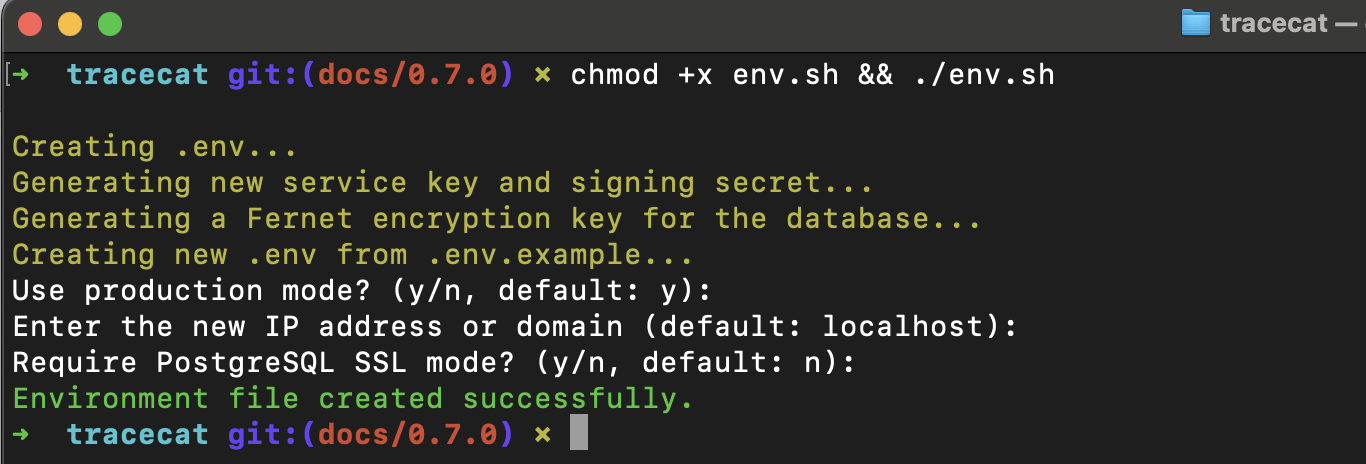 tracecat —
[➜  tracecat git:(docs/0.7.0) ✗ chmod +x env.sh && ./env.sh
Creating .env...
Generating new service key and signing secret...
Generating a Fernet encryption key for the database...
Creating new .env from .env.example...
Use production mode? (y/n, default: y):
Enter the new IP address or domain (default: localhost):
Require PostgreSQL SSL mode? (y/n, default: n):
Environment file created successfully.
➜  tracecat git:(docs/0.7.0) ✗